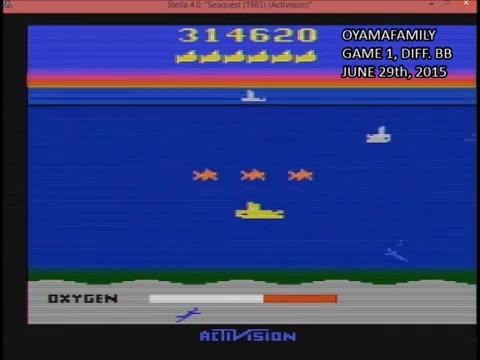 Stella 4.0: "Seaquest (1983) (Activision)"
314620
OYAMAFAMILY
GAME 1, DIFF. BB
JUNE 29th, 2015
OXYGEN
ACTIVISION